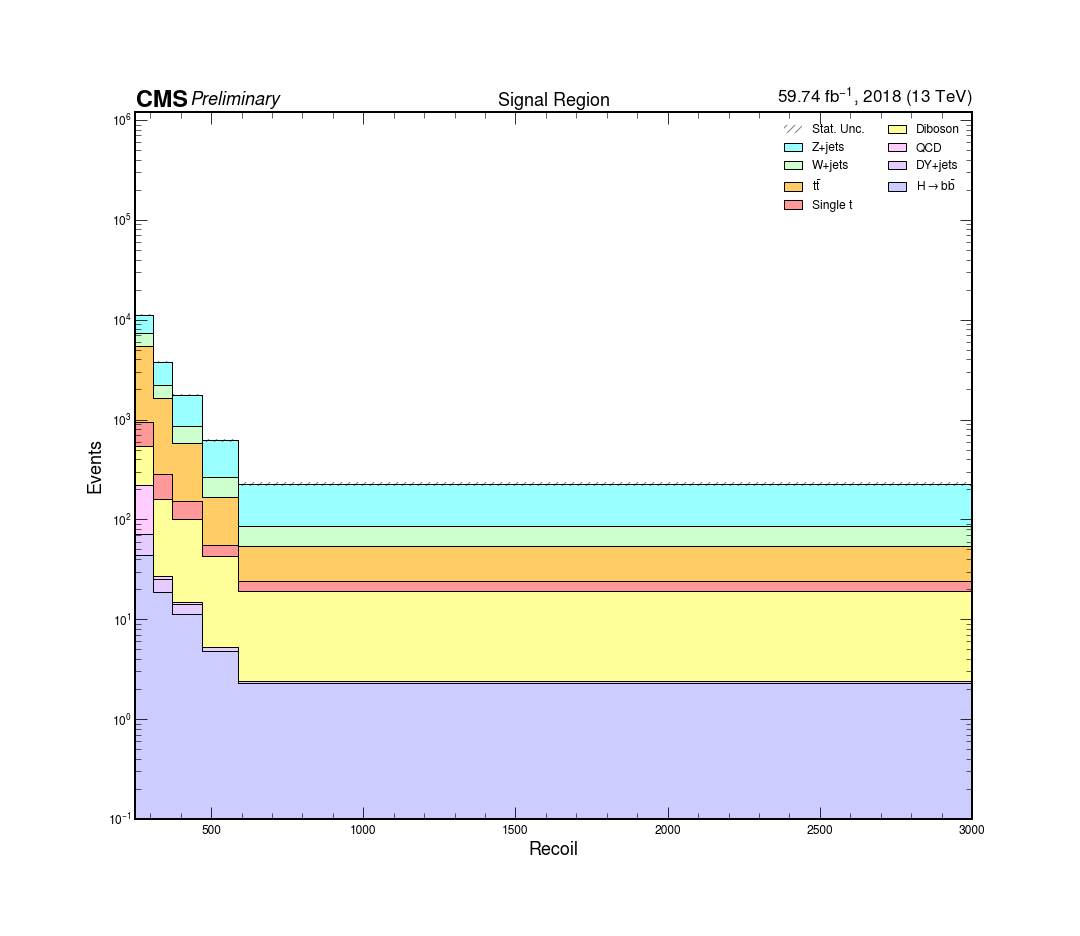 CMS Preliminary Signal Region 59.74 fb⁻¹, 2018 (13 TeV)
Stat. Unc. Diboson
Z+jets QCD
W+jets DY+jets
tt̄ H→bb̄
Single t
10⁶
10⁵
10⁴
10³
10²
10¹
10⁰
10⁻¹
Events
500 1000 1500 2000 2500 3000
Recoil